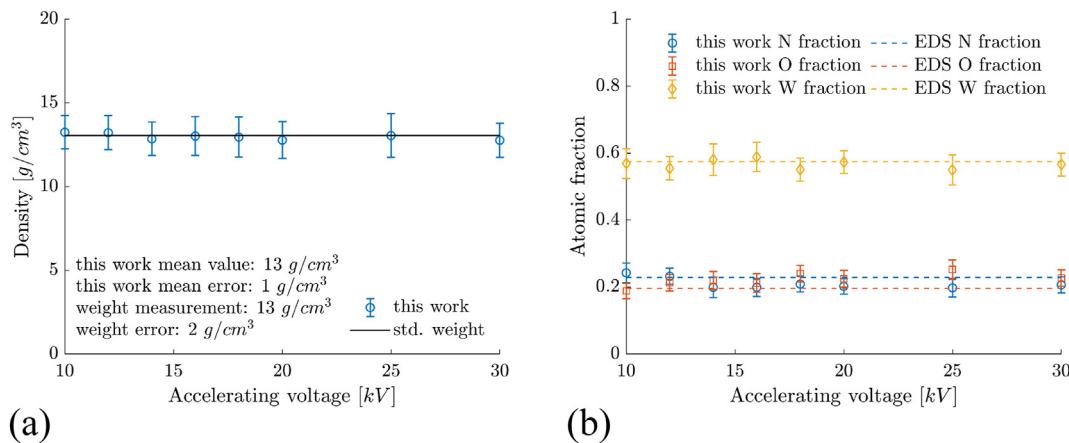 20
15
10
5
0
Density [g/cm³]
this work mean value: 13 g/cm³
this work mean error: 1 g/cm³
weight measurement: 13 g/cm³
weight error: 2 g/cm³
this work
std. weight
10 15 20 25 30
Accelerating voltage [kV]
(a)
1
0.8
0.6
0.4
0.2
0
Atomic fraction
this work N fraction EDS N fraction
this work O fraction EDS O fraction
this work W fraction EDS W fraction
10 15 20 25 30
Accelerating voltage [kV]
(b)